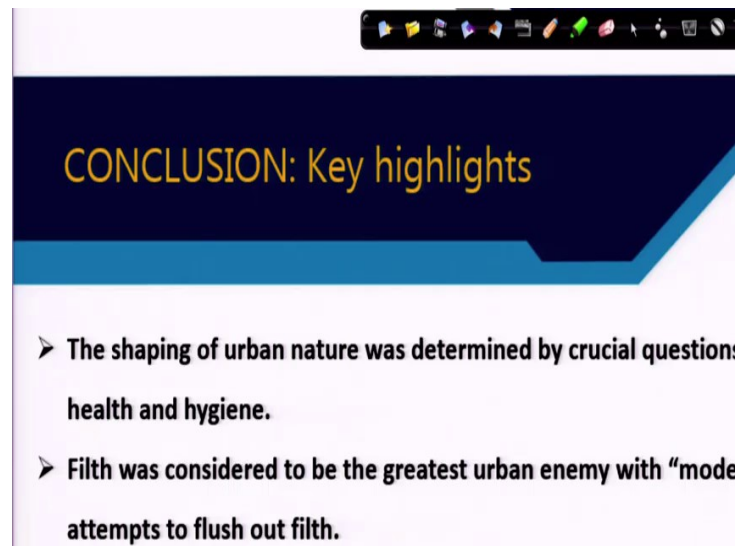 CONCLUSION: Key highlights
➢ The shaping of urban nature was determined by crucial questions
health and hygiene.
➢ Filth was considered to be the greatest urban enemy with “mode
attempts to flush out filth.